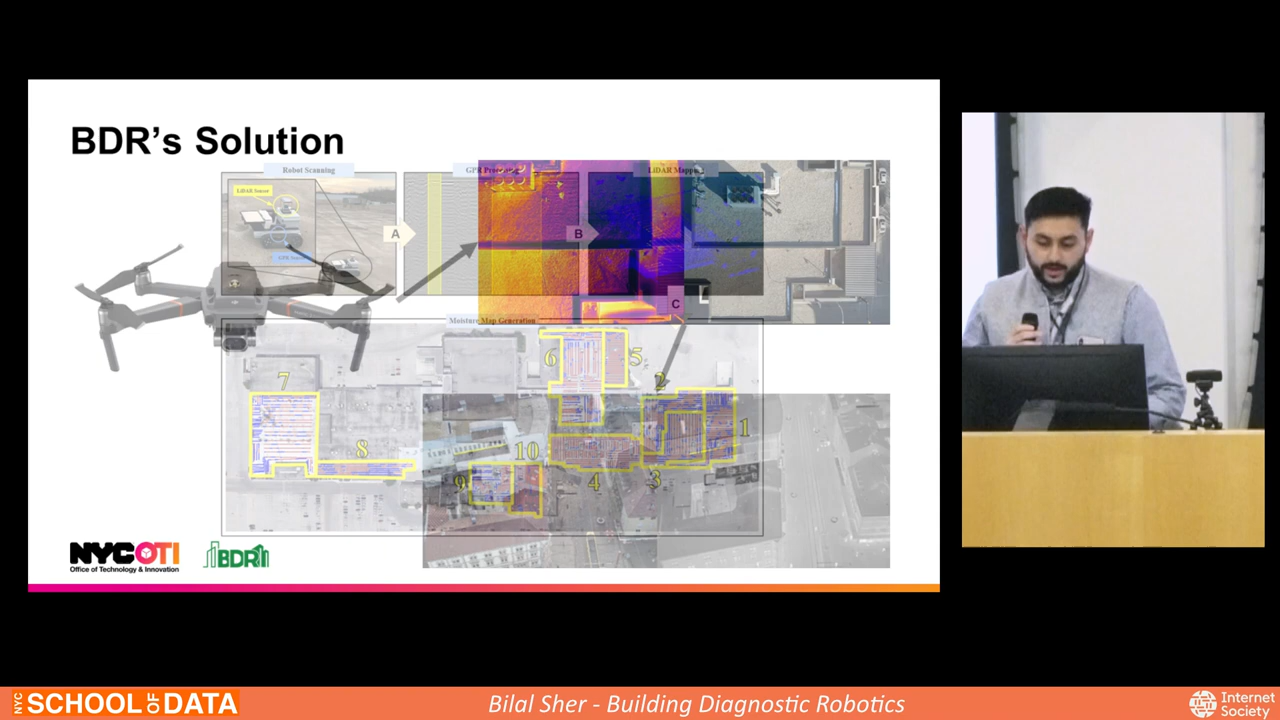 BDR's Solution
Robot Scanning
GPR Processing
LiDAR Mapping
LiDAR Sensor
A
B
GPR Sensor
C
Moisture Map Generation
6
5
2
7
1
8
10
9
4
3
NYCOTI
Office of Technology & Innovation
BDR
NYC SCHOOL OF DATA
Bilal Sher - Building Diagnostic Robotics
Internet
Society